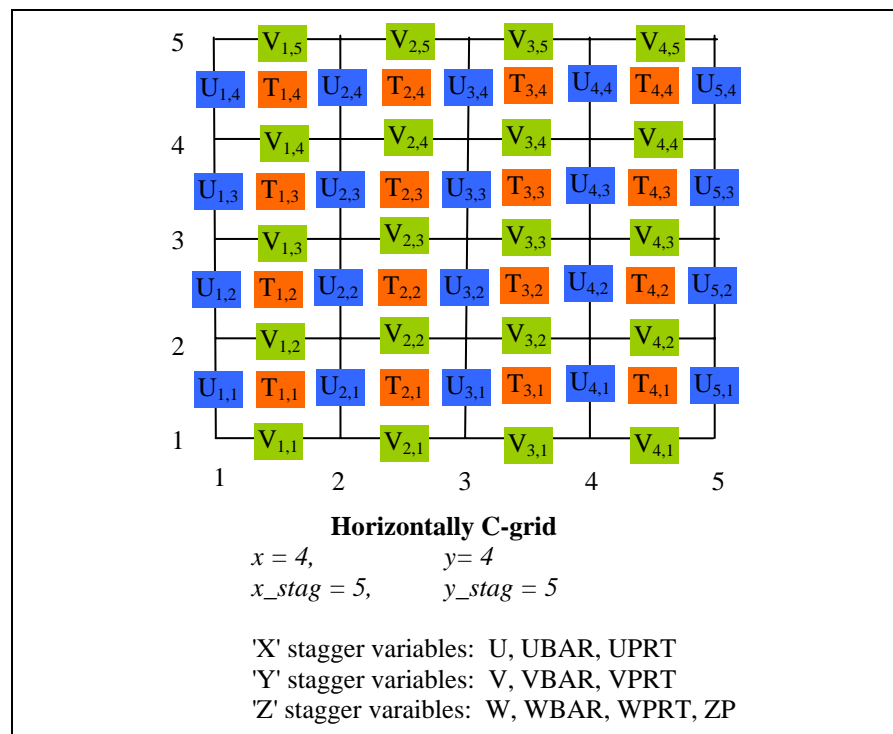 5 V1,5 V2,5 V3,5 V4,5
U1,4 T1,4 U2,4 T2,4 U3,4 T3,4 U4,4 T4,4 U5,4
4 V1,4 V2,4 V3,4 V4,4
U1,3 T1,3 U2,3 T2,3 U3,3 T3,3 U4,3 T4,3 U5,3
3 V1,3 V2,3 V3,3 V4,3
U1,2 T1,2 U2,2 T2,2 U3,2 T3,2 U4,2 T4,2 U5,2
2 V1,2 V2,2 V3,2 V4,2
U1,1 T1,1 U2,1 T2,1 U3,1 T3,1 U4,1 T4,1 U5,1
1 V1,1 V2,1 V3,1 V4,1
1 2 3 4 5
Horizontally C-grid
x = 4, y= 4
x_stag = 5, y_stag = 5
'X' stagger variables: U, UBAR, UPRT
'Y' stagger variables: V, VBAR, VPRT
'Z' stagger varaibles: W, WBAR, WPRT, ZP